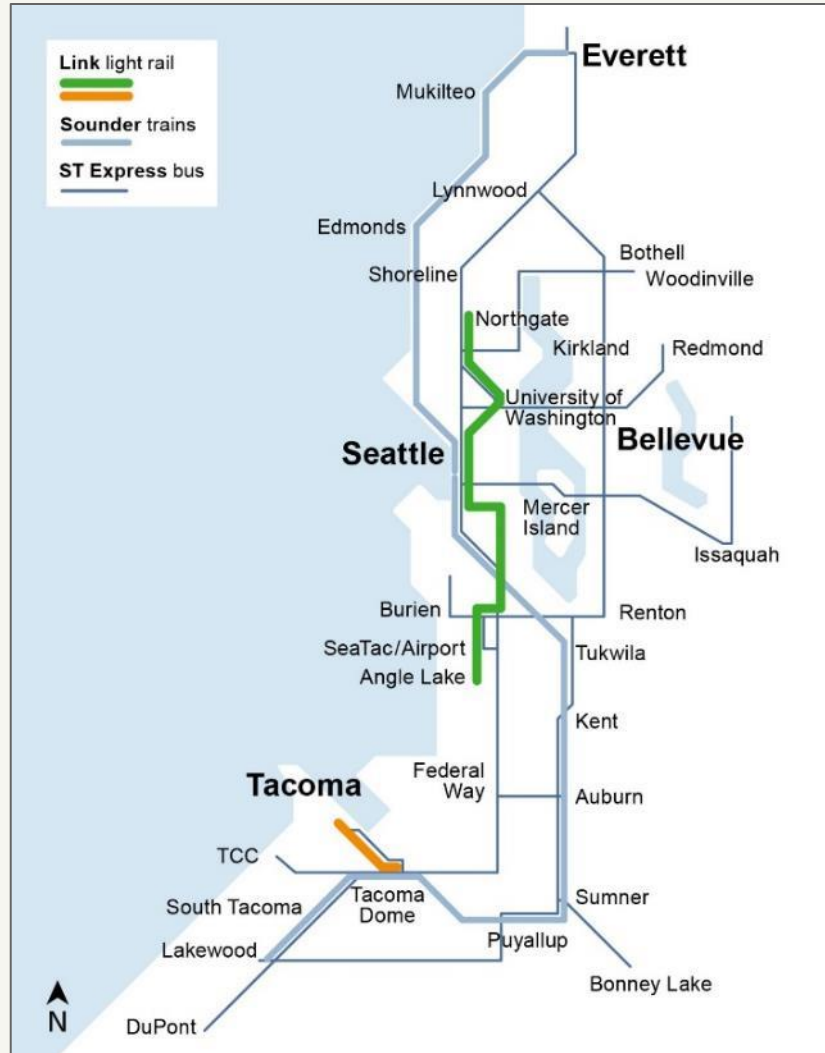 Link light rail
Sounder trains
ST Express bus
Everett
Mukilteo
Lynnwood
Edmonds
Bothell
Shoreline
Woodinville
Northgate
Kirkland
Redmond
University of
Washington
Seattle
Bellevue
Mercer
Island
Issaquah
Burien
Renton
SeaTac/Airport
Tukwila
Angle Lake
Kent
Federal
Way
Tacoma
Auburn
TCC
Tacoma
Dome
South Tacoma
Sumner
Puyallup
Lakewood
Bonney Lake
N
DuPont